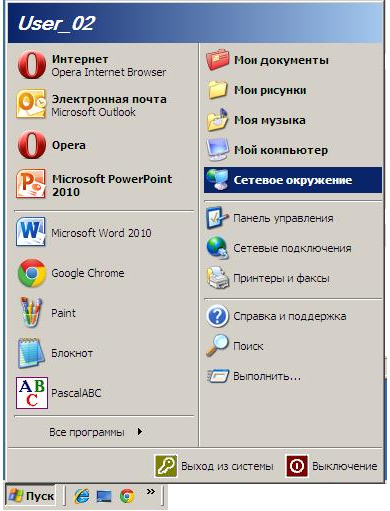 User_02
Интернет
Opera Internet Browser
Электронная почта
Microsoft Outlook
Opera
Microsoft PowerPoint
2010
Microsoft Word 2010
Google Chrome
Paint
Блокнот
ABC
PascalABC
Все программы
Мои документы
Мои рисунки
Моя музыка
Мой компьютер
Сетевое окружение
Панель управления
Сетевые подключения
Принтеры и факсы
Справка и поддержка
Поиск
Выполнить...
Выход из системы
Выключение
Пуск